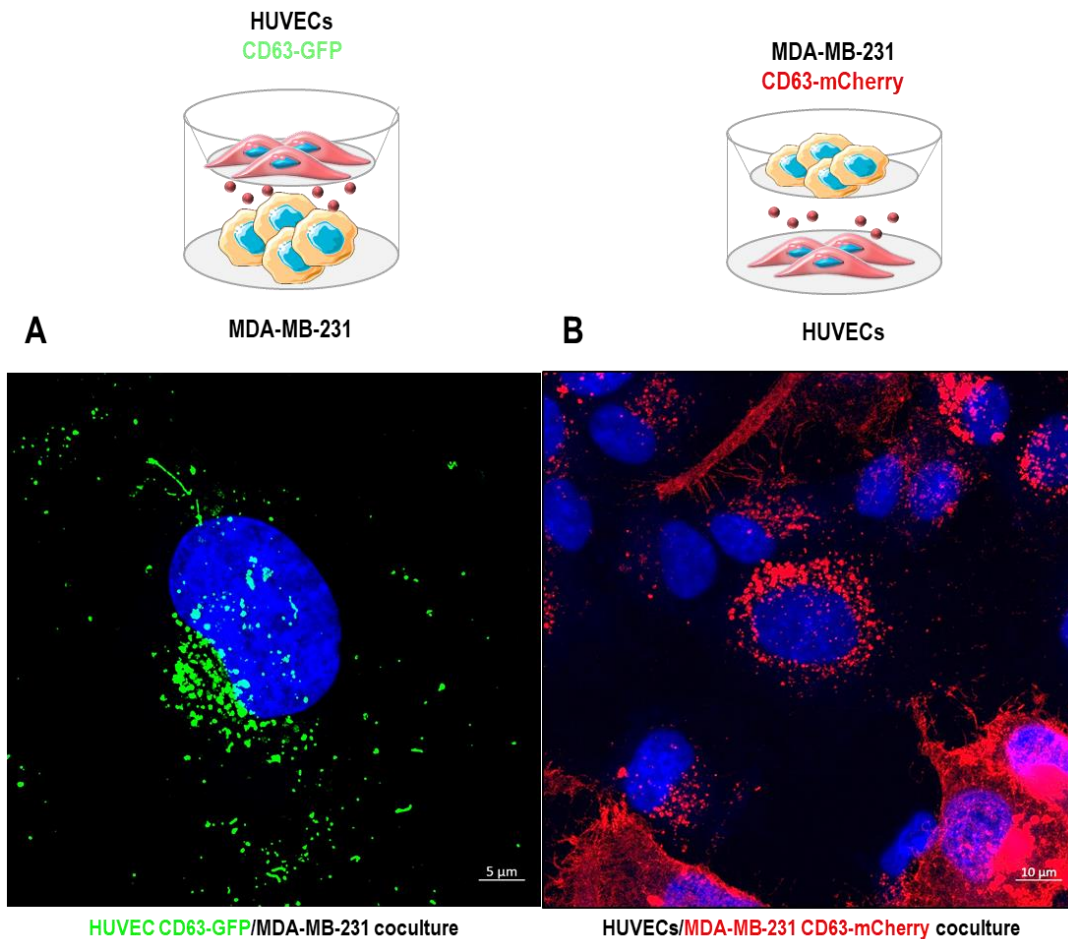 HUVECs
CD63-GFP
MDA-MB-231
CD63-mCherry
A
MDA-MB-231
B
HUVECs
5 µm
10 µm
HUVEC CD63-GFP/MDA-MB-231 coculture
HUVECs/MDA-MB-231 CD63-mCherry coculture